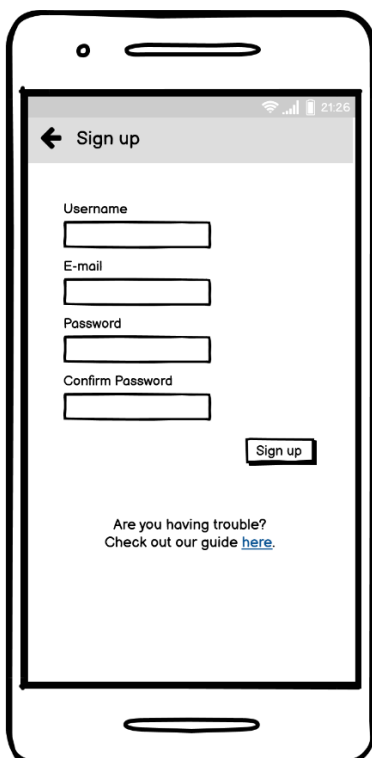 21:26
Sign up
Username
E-mail
Password
Confirm Password
Sign up
Are you having trouble?
Check out our guide here.